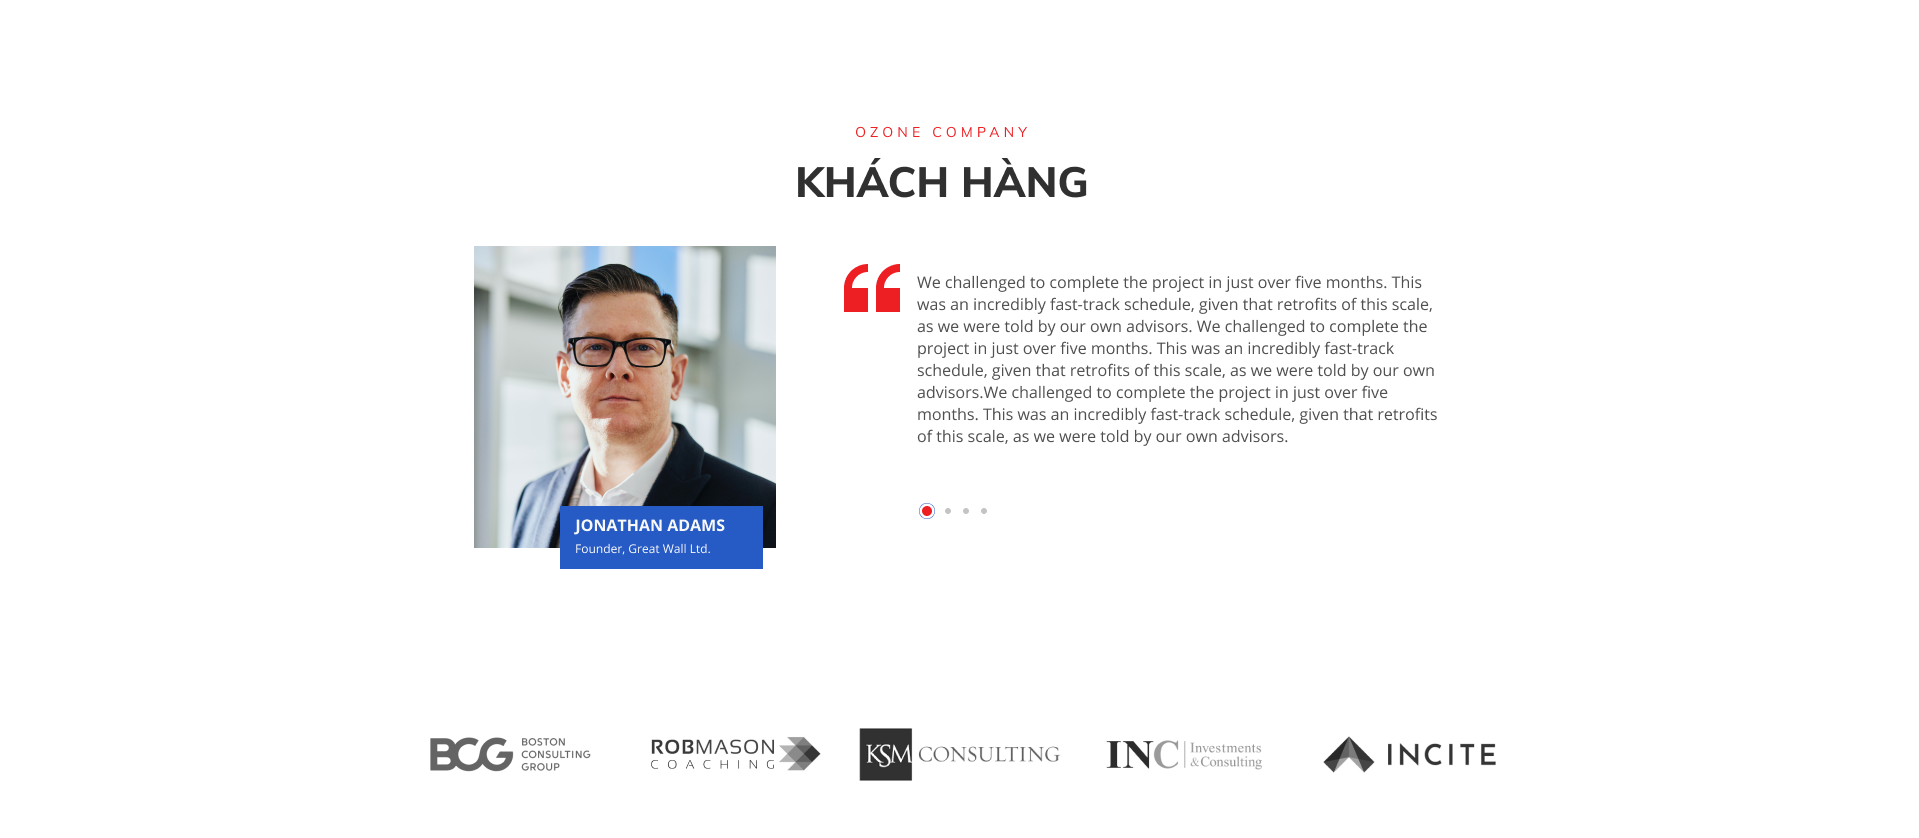 OZONE COMPANY
KHÁCH HÀNG
We challenged to complete the project in just over five months. This
was an incredibly fast-track schedule, given that retrofits of this scale,
as we were told by our own advisors. We challenged to complete the
project in just over five months. This was an incredibly fast-track
schedule, given that retrofits of this scale, as we were told by our own
advisors.We challenged to complete the project in just over five
months. This was an incredibly fast-track schedule, given that retrofits
of this scale, as we were told by our own advisors.
JONATHAN ADAMS
Founder, Great Wall Ltd.
BCG
BOSTON
CONSULTING
GROUP
ROBMASON
COACHING
KSM CONSULTING
INC
Investments
&Consulting
INCITE